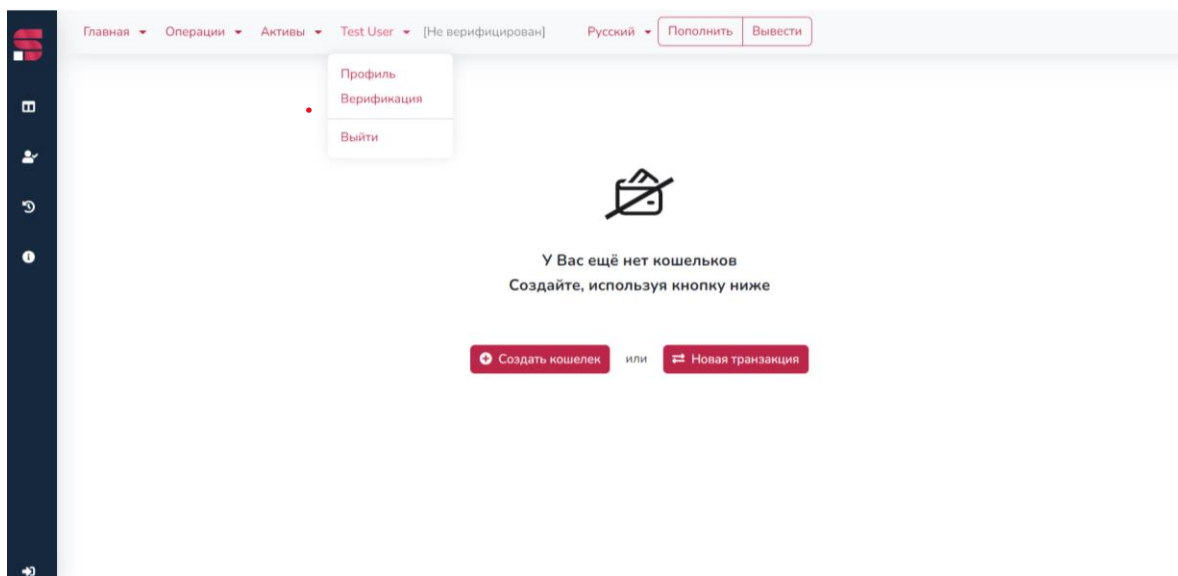 Главная Операции Активы Test User [Не верифицирован] Русский Пополнить Вывести
Профиль
Верификация
Выйти
У Вас ещё нет кошельков
Создайте, используя кнопку ниже
Создать кошелек или Новая транзакция